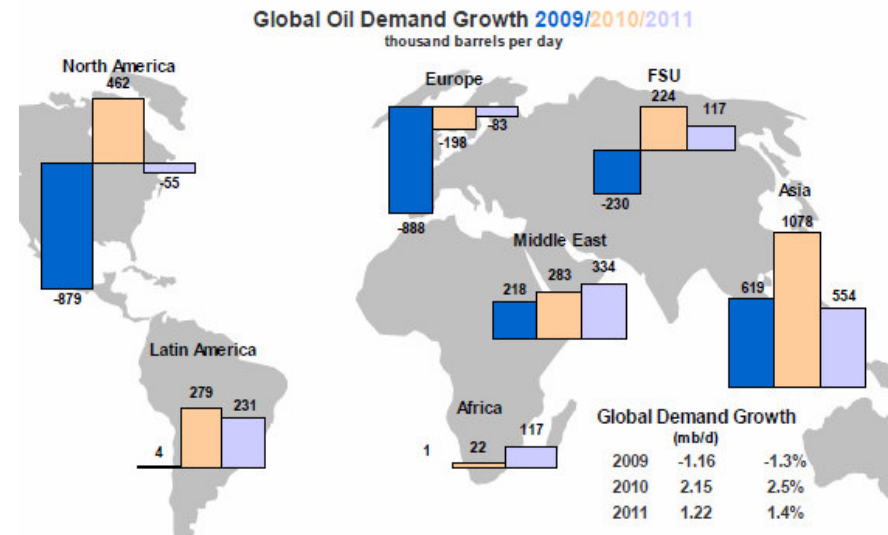 Global Oil Demand Growth 2009/2010/2011
thousand barrels per day
North America
462
-55
-879
Europe
-83
-198
-888
FSU
224
117
-230
Asia
1078
619
554
Middle East
218 283 334
Latin America
279
231
4
Africa
117
1 22
Global Demand Growth
(mb/d)
2009 -1.16 -1.3%
2010 2.15 2.5%
2011 1.22 1.4%